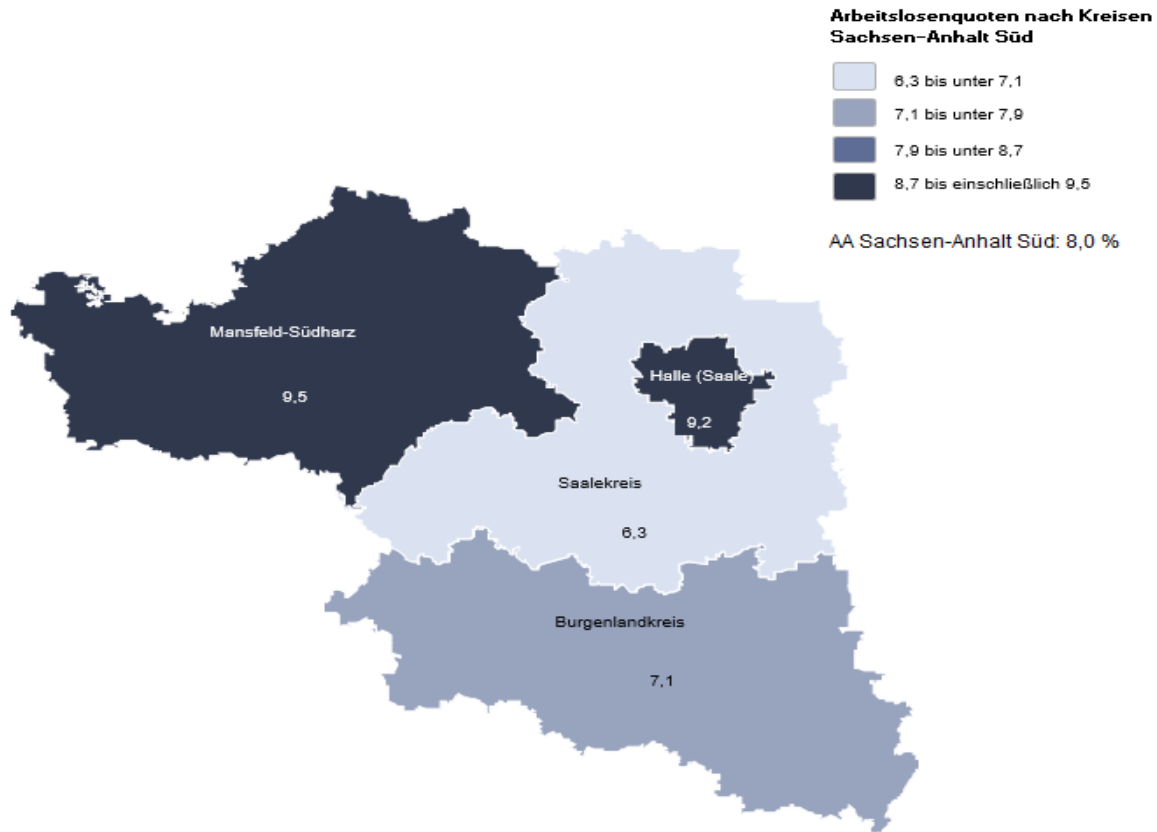 Arbeitslosenquoten nach Kreisen
Sachsen-Anhalt Süd
6,3 bis unter 7,1
7,1 bis unter 7,9
7,9 bis unter 8,7
8,7 bis einschließlich 9,5
AA Sachsen-Anhalt Süd: 8,0 %
Mansfeld-Südharz
9,5
Halle (Saale)
9,2
Saalekreis
6,3
Burgenlandkreis
7,1